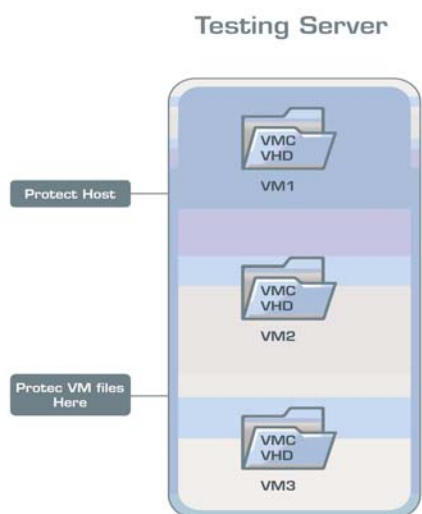 Testing Server
VMC
VHD
VM1
Protect Host
VMC
VHD
VM2
Protec VM files
Here
VMC
VHD
VM3